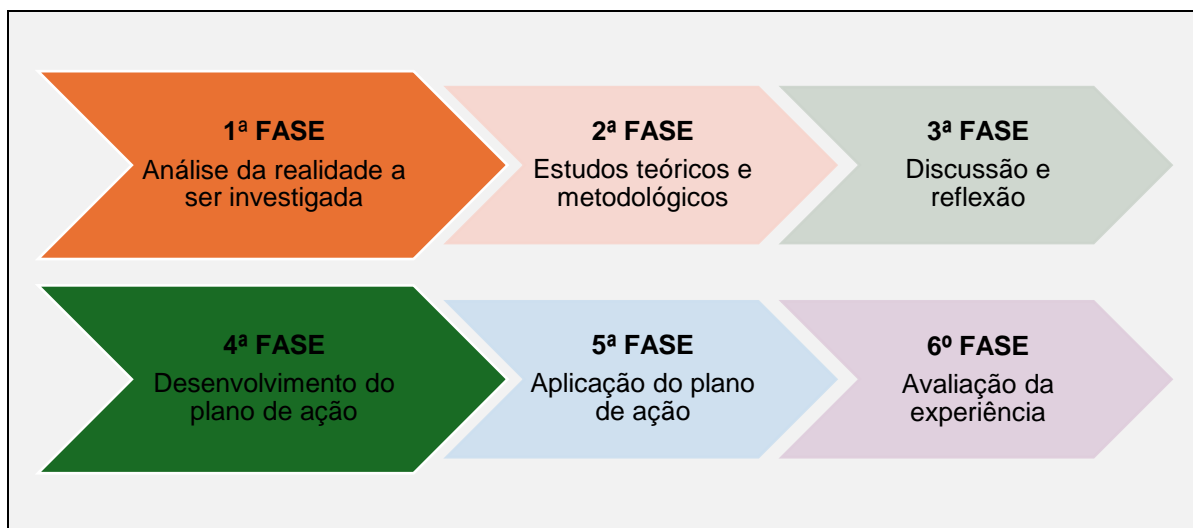 1ª FASE
Análise da realidade a
ser investigada
2ª FASE
Estudos teóricos e
metodológicos
3ª FASE
Discussão e
reflexão
4ª FASE
Desenvolvimento do
plano de ação
5ª FASE
Aplicação do plano
de ação
6º FASE
Avaliação da
experiência